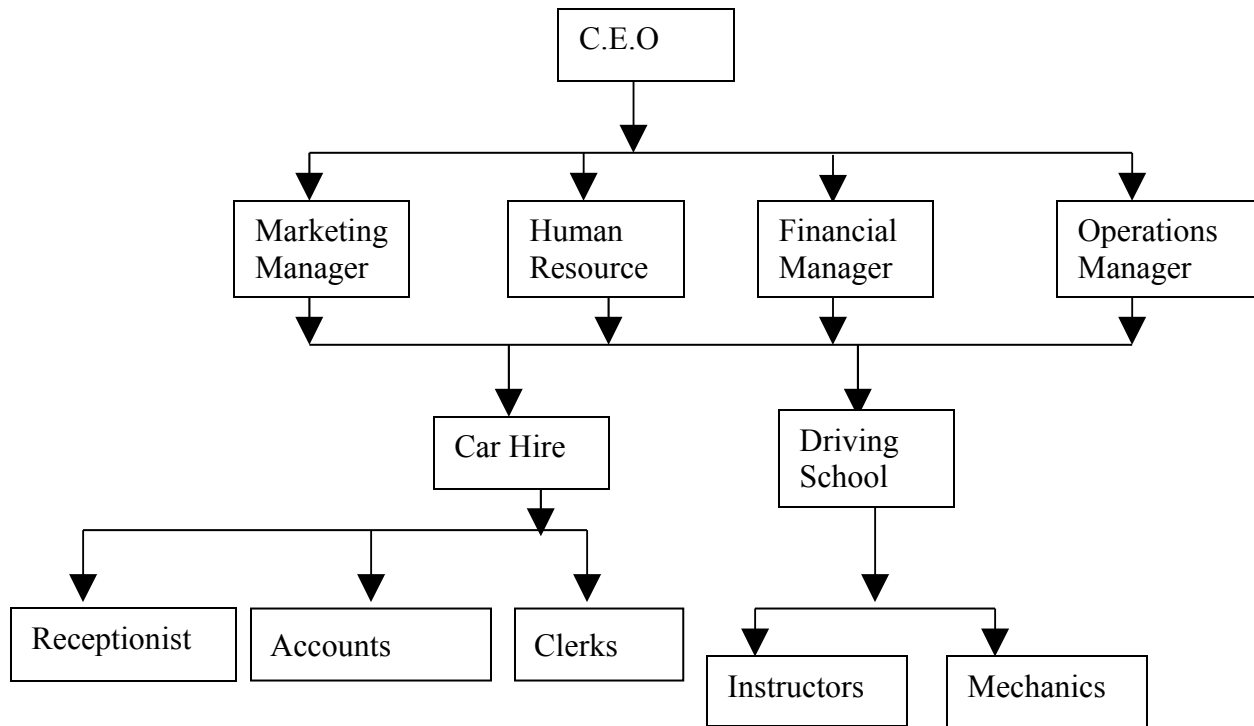 C.E.O
Marketing
Manager
Human
Resource
Financial
Manager
Operations
Manager
Car Hire
Driving
School
Receptionist
Accounts
Clerks
Instructors
Mechanics